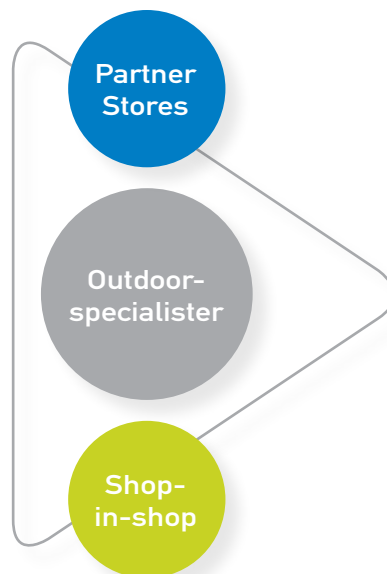 Partner
Stores
Outdoor-
specialister
Shop-
in-shop